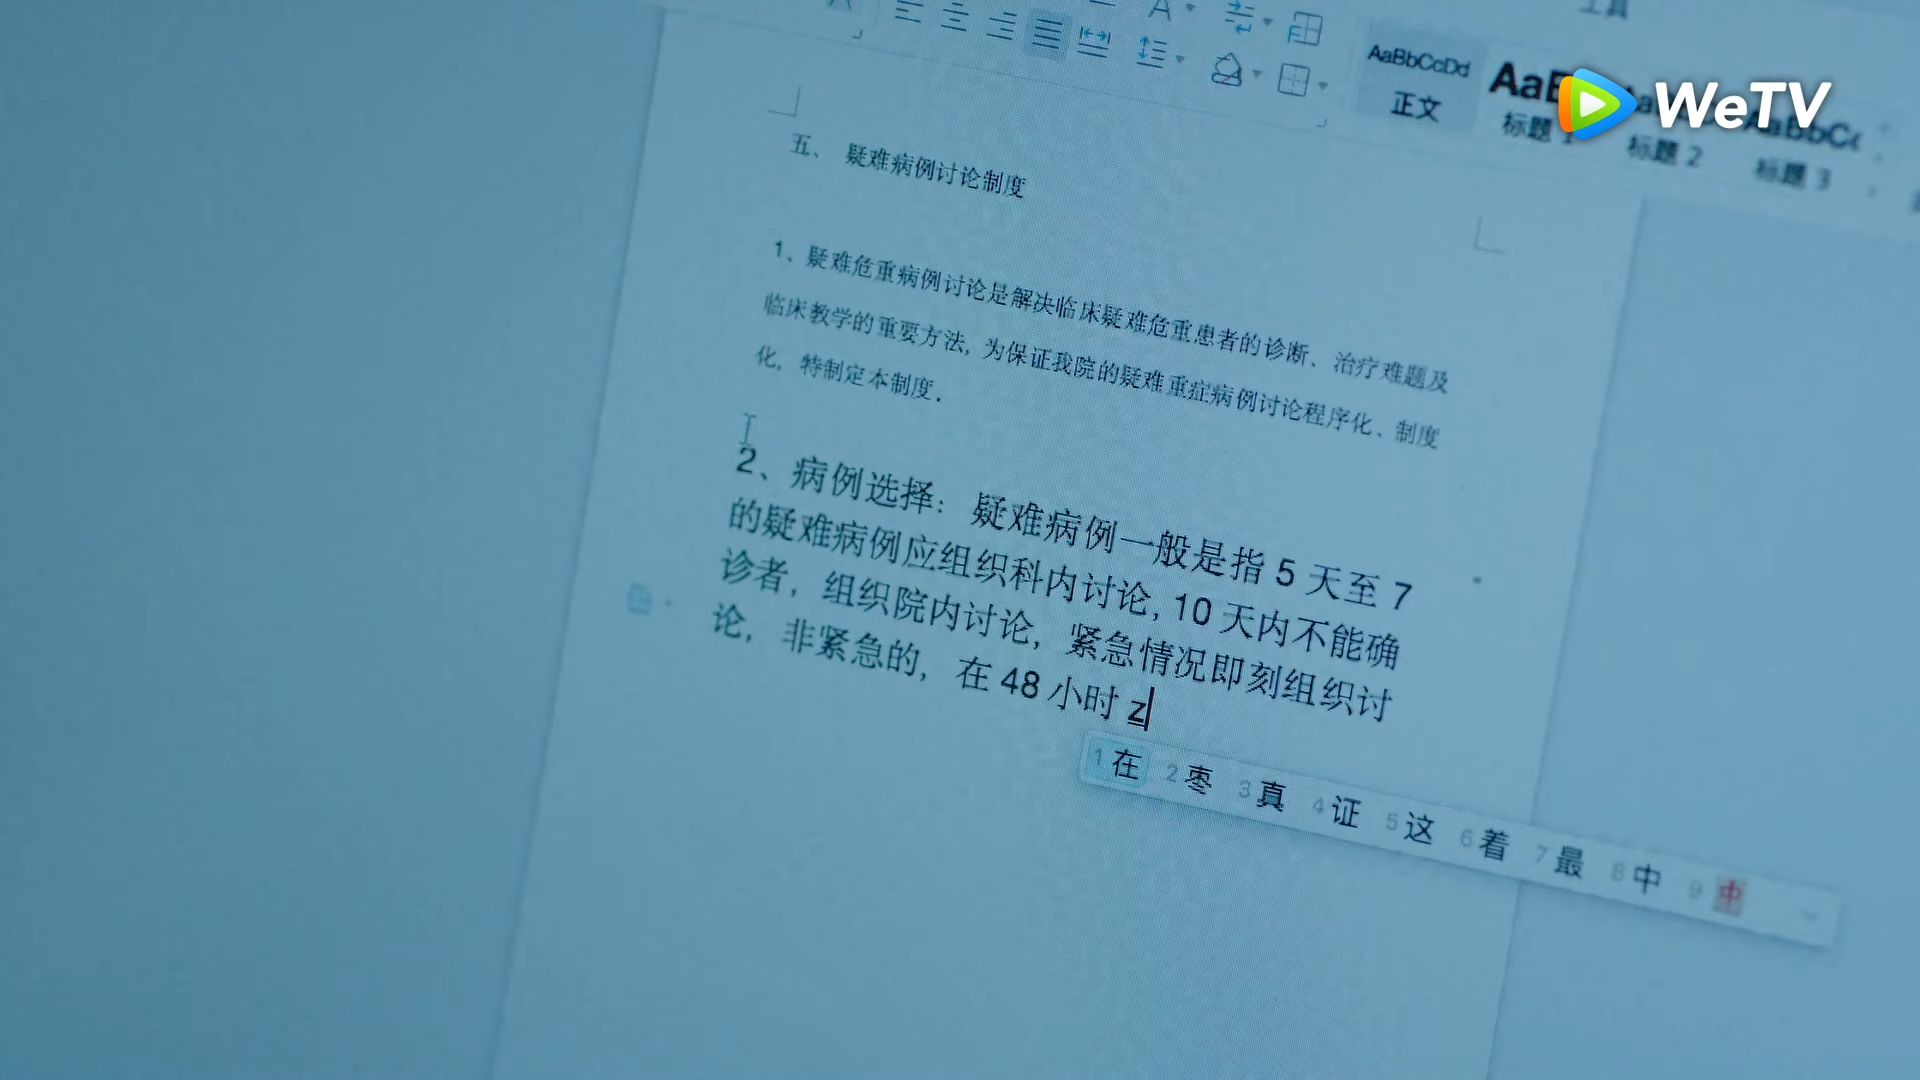 工具
AaBbCcDd
正文
标题 1
标题 2
标题 3
WeTV
五、 疑难病例讨论制度
1、疑难危重病例讨论是解决临床疑难危重患者的诊断、治疗难题及
临床教学的重要方法, 为保证我院的疑难重症病例讨论程序化、制度
化, 特制定本制度.
2、病例选择: 疑难病例一般是指 5 天至 7
的疑难病例应组织科内讨论, 10 天内不能确
诊者, 组织院内讨论, 紧急情况即刻组织讨
论, 非紧急的, 在 48 小时 z
1 在 2 枣 3 真 4 证 5 这 6 着 7 最 8 中 9 中